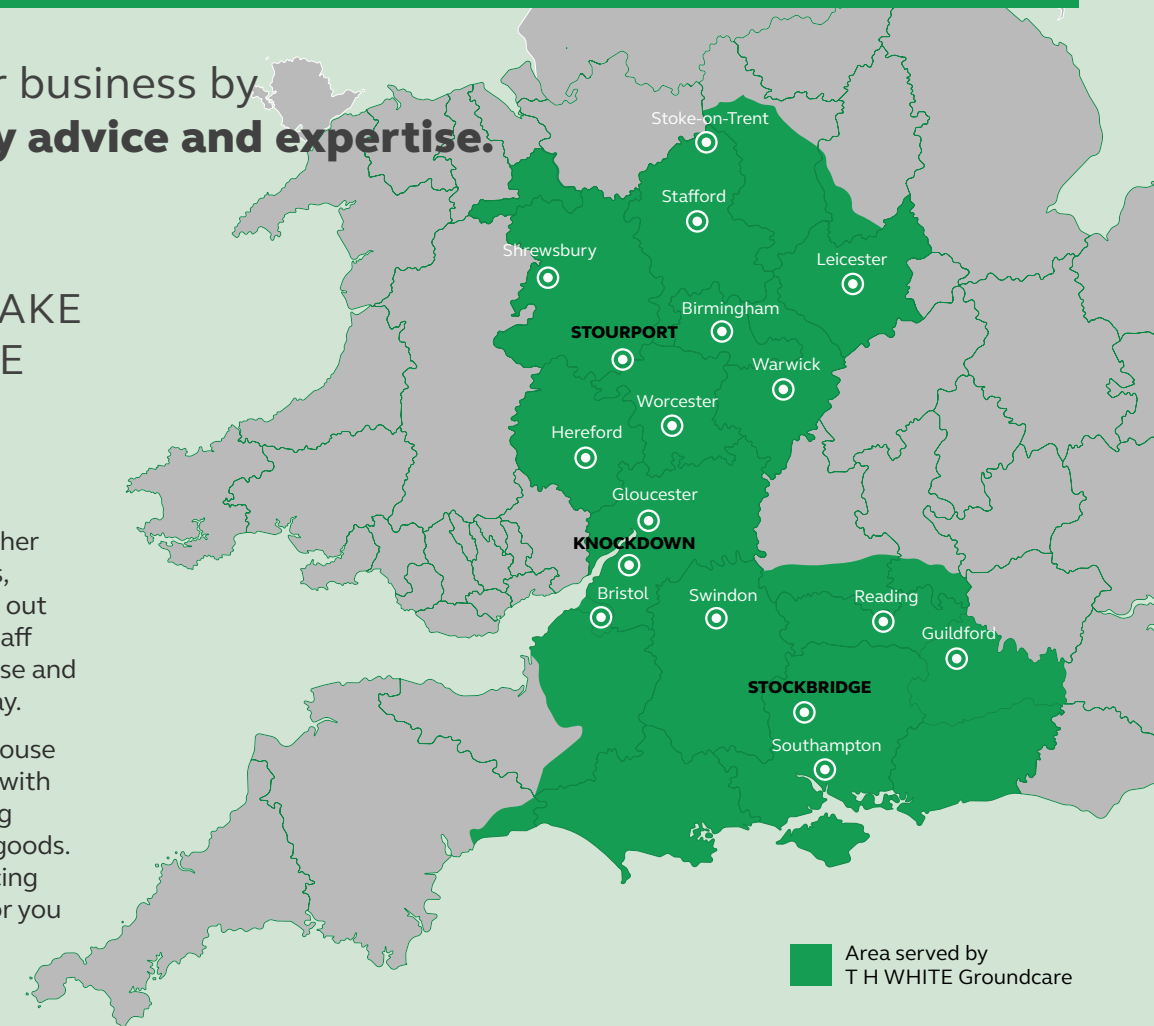 r business by
y advice and expertise.
AKE
E
her
s,
out
aff
se and
ay.
ouse
with
g
goods.
cing
or you
Stoke-on-Trent
Stafford
Shrewsbury
Leicester
Birmingham
STOURPORT
Warwick
Worcester
Hereford
Gloucester
KNOCKDOWN
Bristol
Swindon
Reading
Guildford
STOCKBRIDGE
Southampton
Area served by
T H WHITE Groundcare